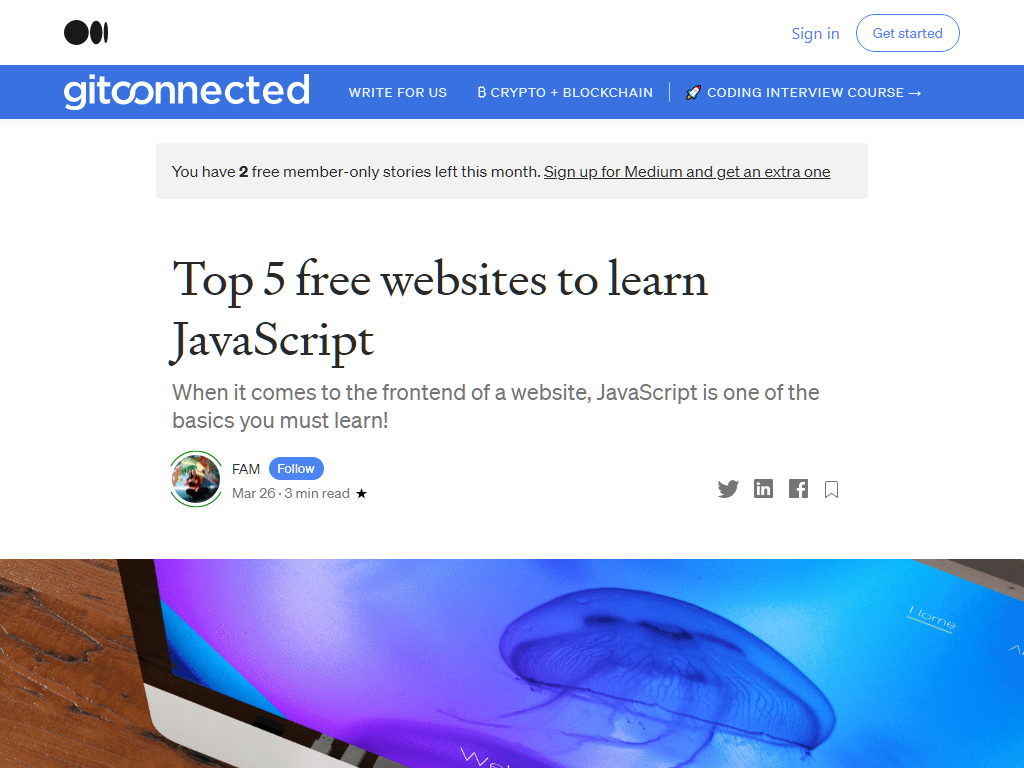 Sign in
Get started
gitconnected
WRITE FOR US
₿ CRYPTO + BLOCKCHAIN
🚀 CODING INTERVIEW COURSE →
You have 2 free member-only stories left this month. Sign up for Medium and get an extra one
Top 5 free websites to learn
JavaScript
When it comes to the frontend of a website, JavaScript is one of the
basics you must learn!
FAM
Follow
Mar 26 · 3 min read ★
Home